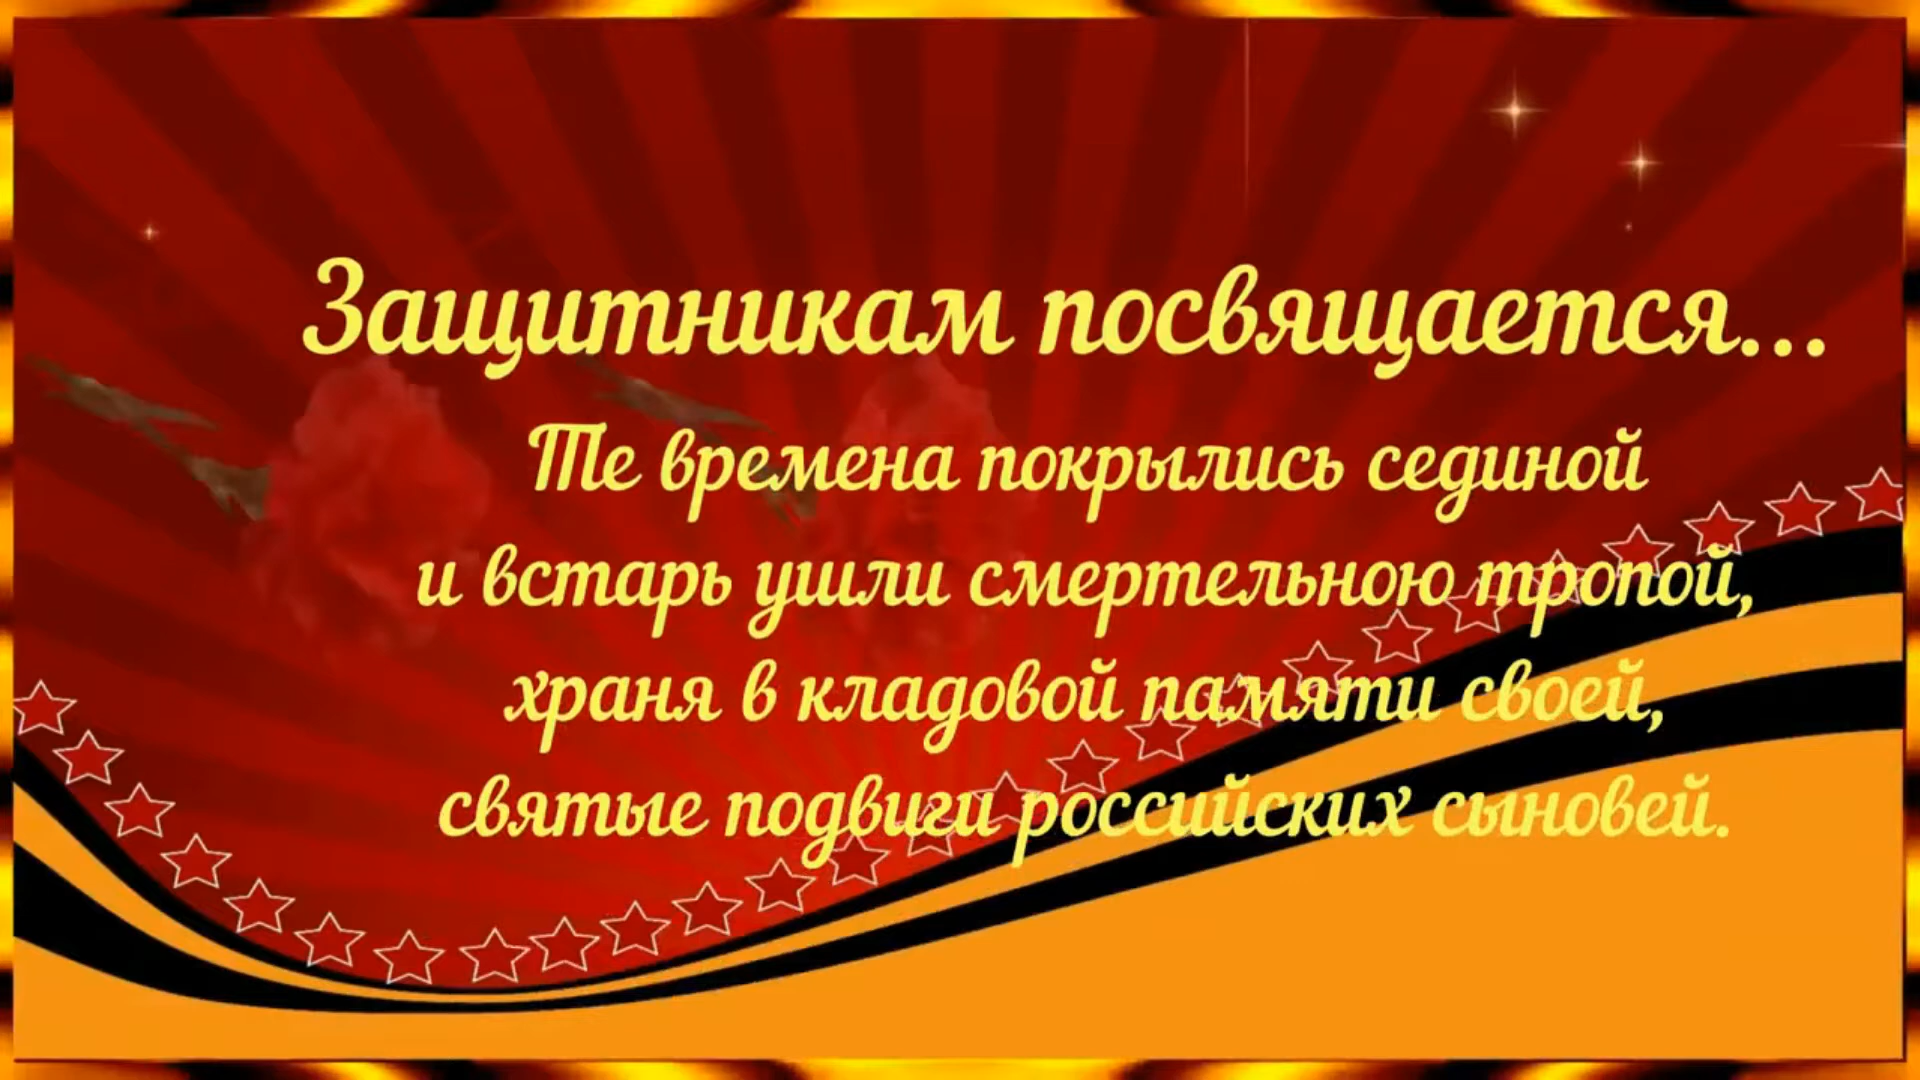 Защитникам посвящается...
Те времена покрылись сединой
и встарь ушли смертельною тропой,
храня в кладовой памяти своей,
святые подвиги российских сыновей.